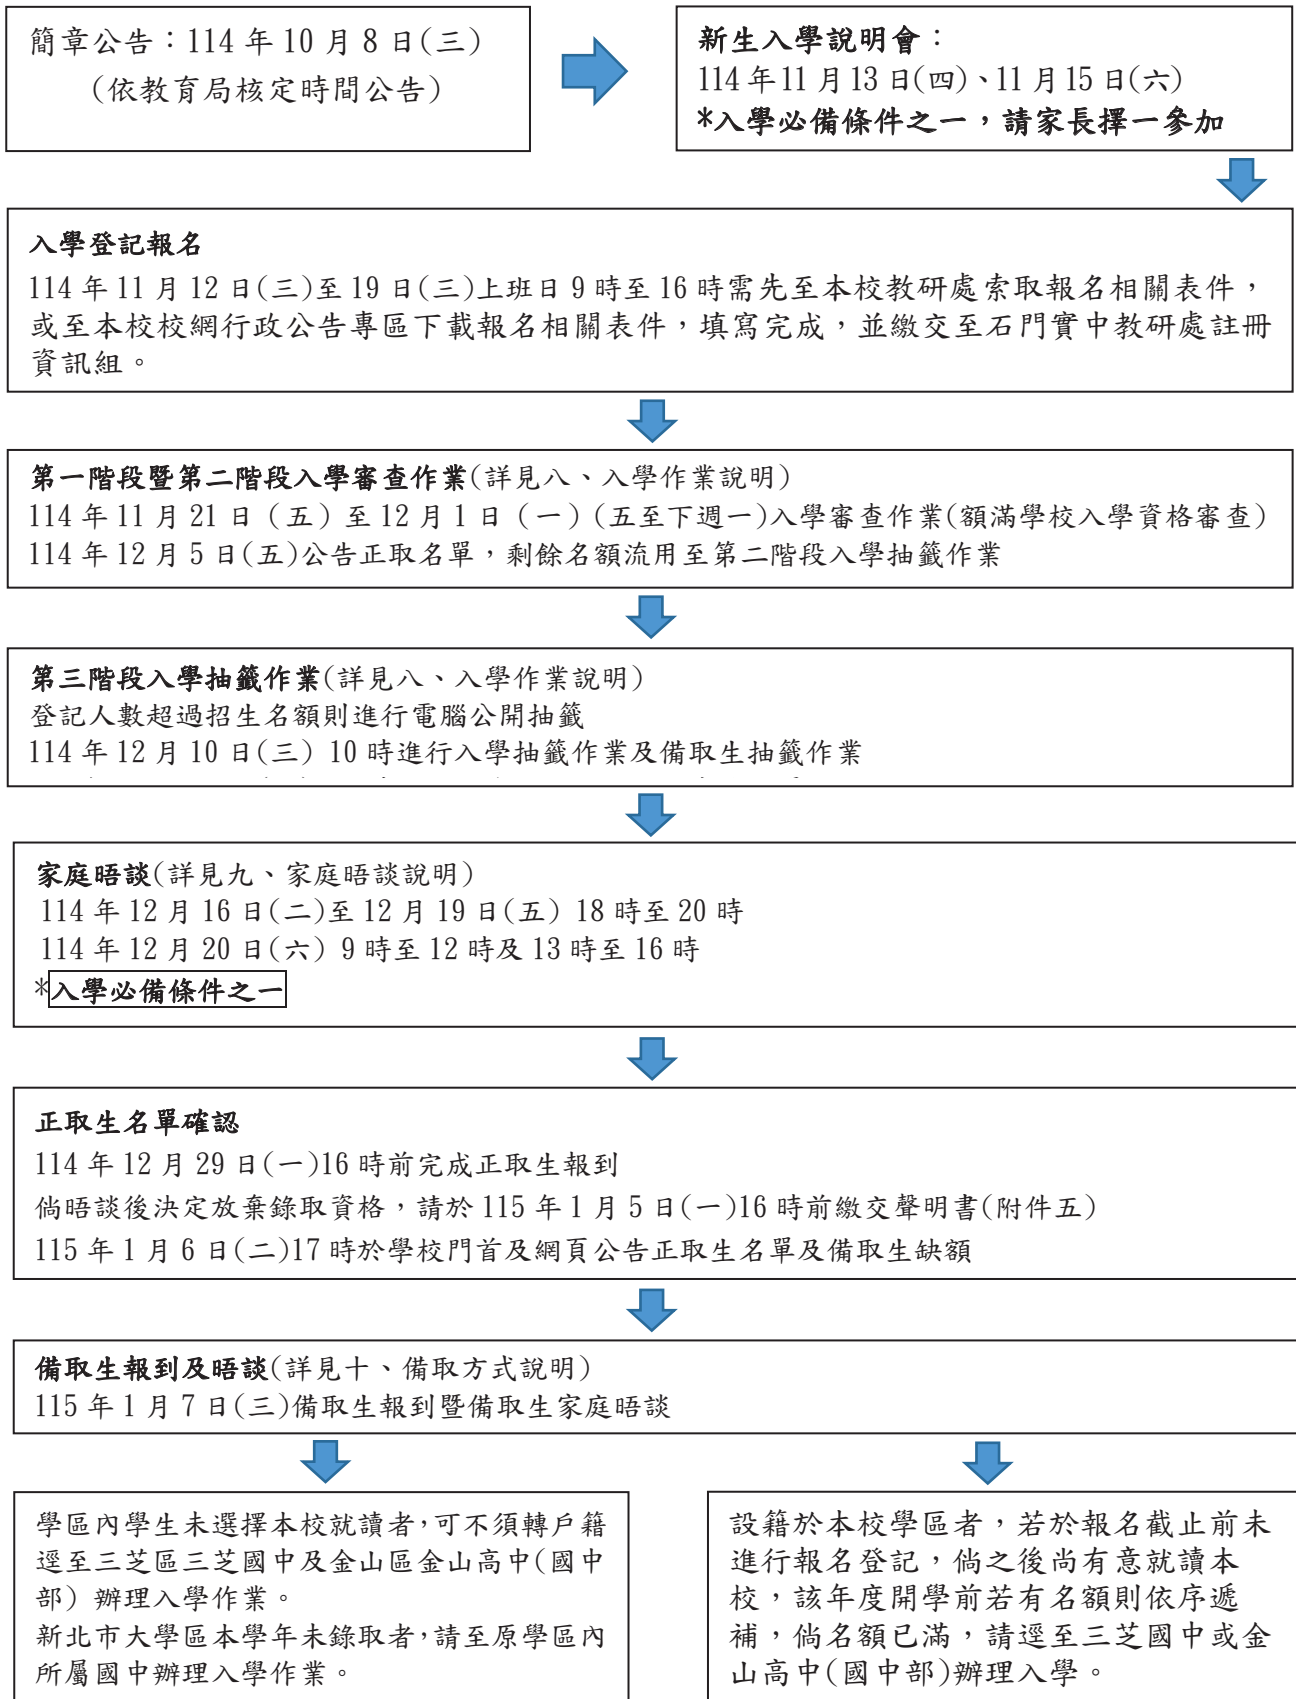 簡章公告：114 年 10 月 8 日(三)
(依教育局核定時間公告)
新生入學說明會：
114 年 11 月 13 日(四)、11 月 15 日(六)
*入學必備條件之一，請家長擇一參加
入學登記報名
114 年 11 月 12 日(三)至 19 日(三)上班日 9 時至 16 時需先至本校教研處索取報名相關表件，
或至本校校網行政公告專區下載報名相關表件，填寫完成，並繳交至石門實中教研處註冊
資訊組。
第一階段暨第二階段入學審查作業(詳見八、入學作業說明)
114 年 11 月 21 日 (五) 至 12 月 1 日 (一) (五至下週一)入學審查作業(額滿學校入學資格審查)
114 年 12 月 5 日(五)公告正取名單，剩餘名額流用至第二階段入學抽籤作業
第三階段入學抽籤作業(詳見八、入學作業說明)
登記人數超過招生名額則進行電腦公開抽籤
114 年 12 月 10 日(三) 10 時進行入學抽籤作業及備取生抽籤作業
家庭晤談(詳見九、家庭晤談說明)
114 年 12 月 16 日(二)至 12 月 19 日(五) 18 時至 20 時
114 年 12 月 20 日(六) 9 時至 12 時及 13 時至 16 時
*入學必備條件之一
正取生名單確認
114 年 12 月 29 日(一)16 時前完成正取生報到
倘晤談後決定放棄錄取資格，請於 115 年 1 月 5 日(一)16 時前繳交聲明書(附件五)
115 年 1 月 6 日(二)17 時於學校門首及網頁公告正取生名單及備取生缺額
備取生報到及晤談(詳見十、備取方式說明)
115 年 1 月 7 日(三)備取生報到暨備取生家庭晤談
學區內學生未選擇本校就讀者，可不須轉戶籍
逕至三芝區三芝國中及金山區金山高中(國中
部) 辦理入學作業。
新北市大學區本學年未錄取者，請至原學區內
所屬國中辦理入學作業。
設籍於本校學區者，若於報名截止前未
進行報名登記，倘之後尚有意就讀本
校，該年度開學前若有名額則依序遞
補，倘名額已滿，請逕至三芝國中或金
山高中(國中部)辦理入學。